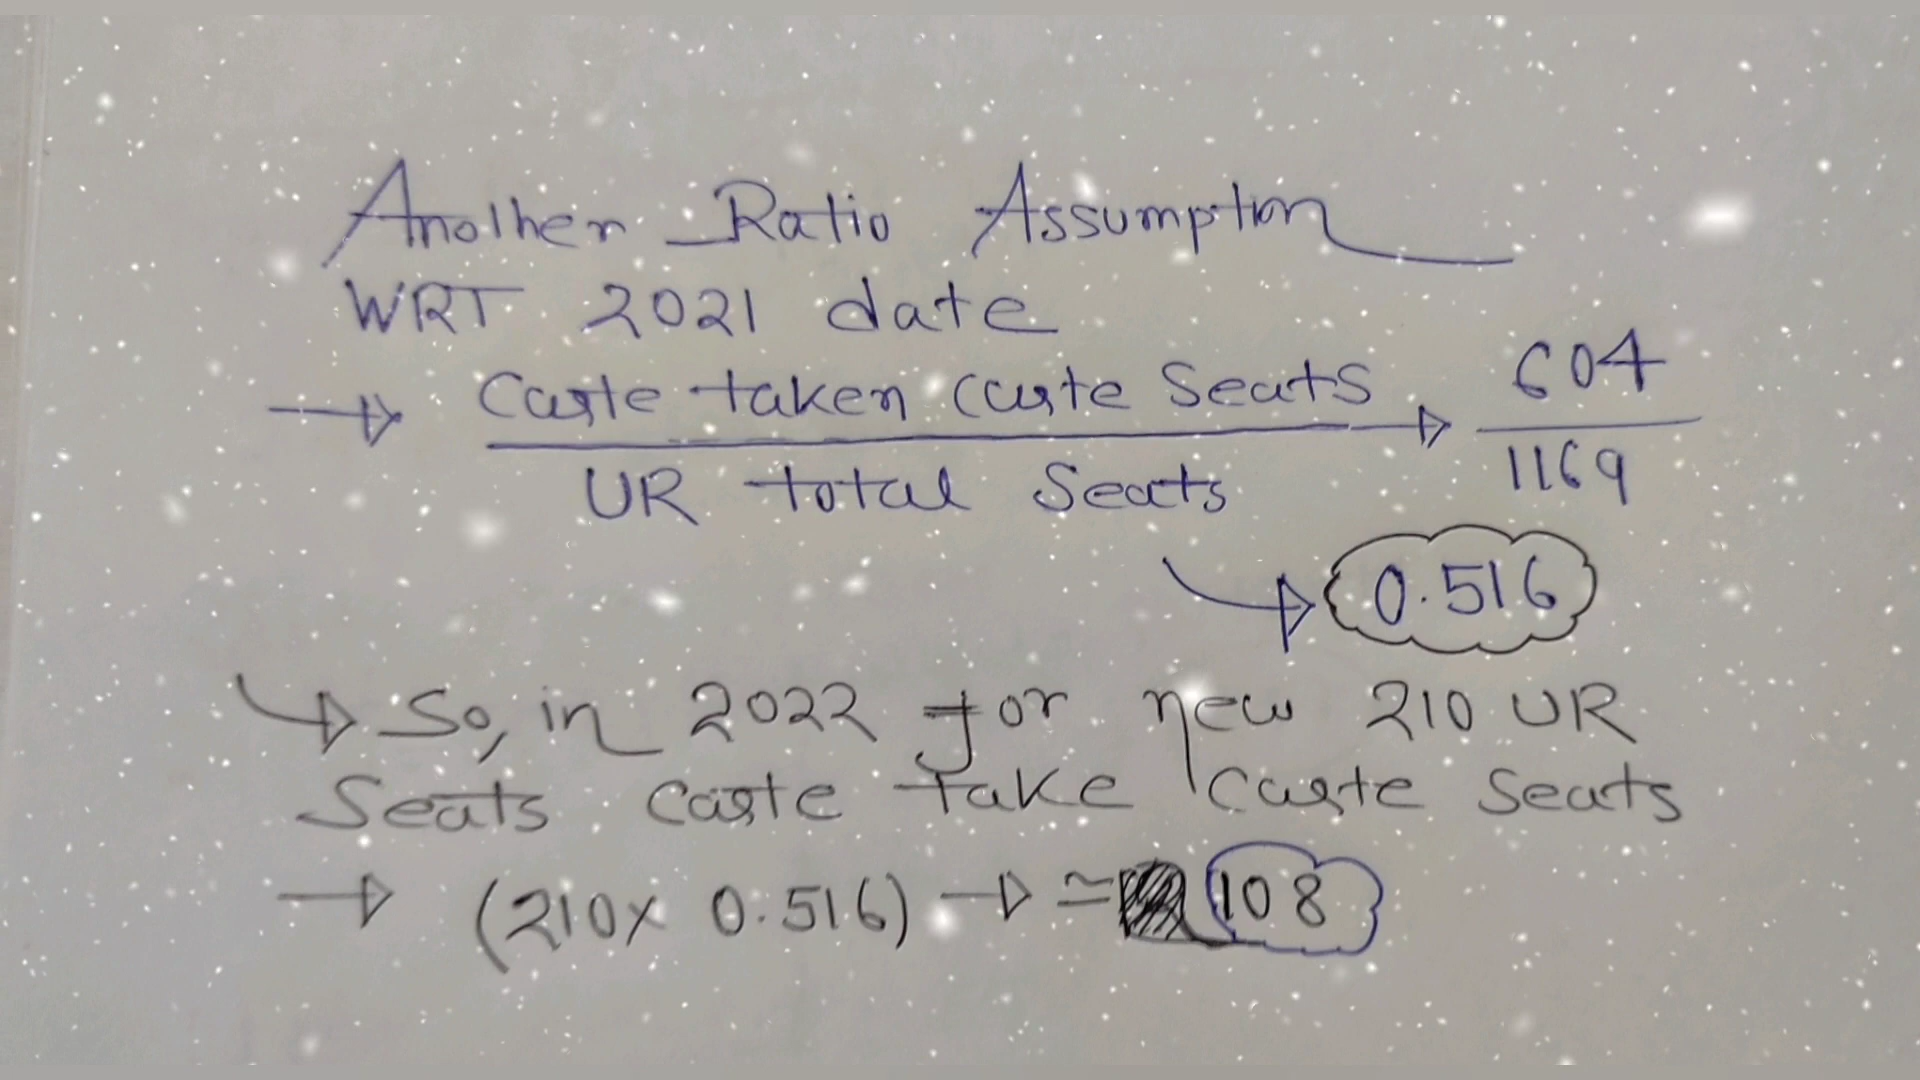 Another Ratio Assumption
WRT 2021 date
Caste taken Caste Seats → 604
UR total Seats 1169
0.516
So, in 2022 for new 210 UR
Seats Caste take Caste Seats
→ (210x 0.516) → ≃ 108